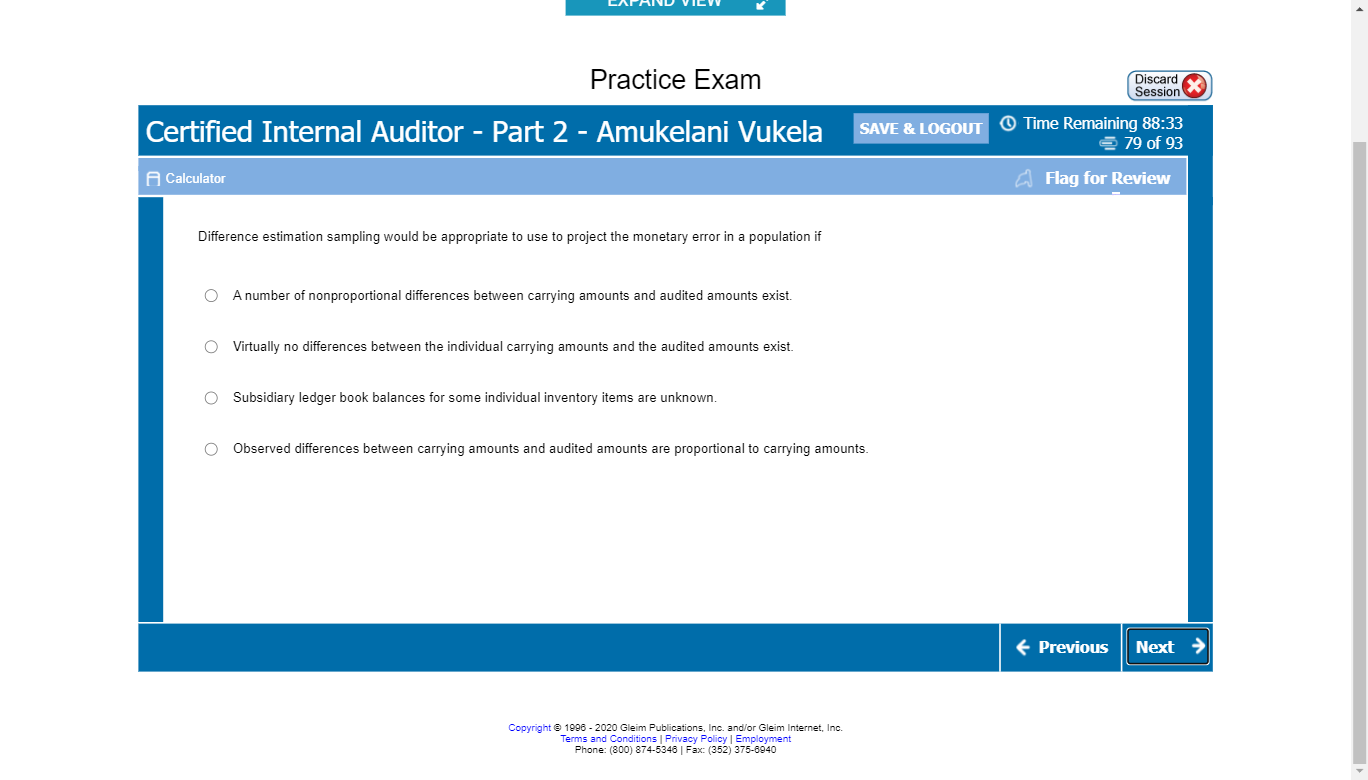 EXPAND VIEW
Practice Exam
Discard
Session
Certified Internal Auditor - Part 2 - Amukelani Vukela
SAVE & LOGOUT
Time Remaining 88:33
79 of 93
Calculator
Flag for Review
Difference estimation sampling would be appropriate to use to project the monetary error in a population if
A number of nonproportional differences between carrying amounts and audited amounts exist.
Virtually no differences between the individual carrying amounts and the audited amounts exist.
Subsidiary ledger book balances for some individual inventory items are unknown.
Observed differences between carrying amounts and audited amounts are proportional to carrying amounts.
Previous
Next
Copyright © 1996 - 2020 Gleim Publications, Inc. and/or Gleim Internet, Inc.
Terms and Conditions | Privacy Policy | Employment
Phone: (800) 874-5346 | Fax: (352) 375-6940